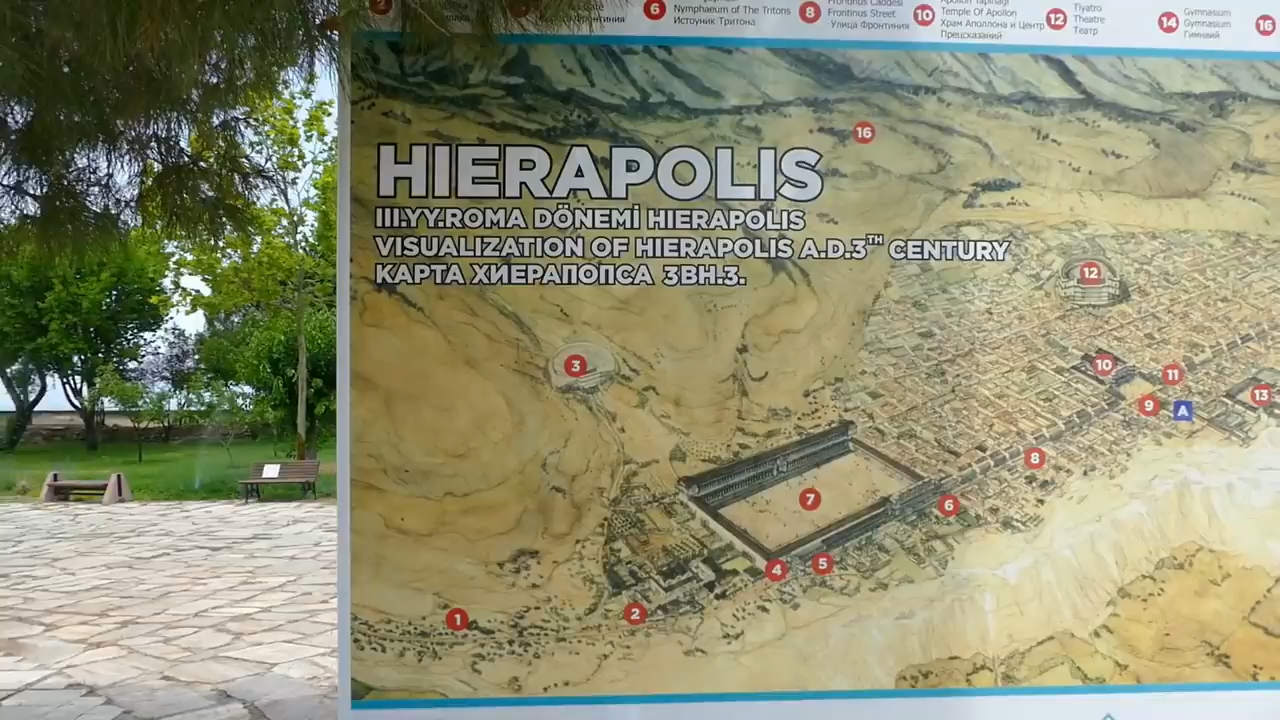 6
Nymphaeum of The Tritons
Источник Тритона
8
Frontinus Street
Улица Фронтиния
10
Temple Of Apollon
Храм Аполлона и Центр
Предсказаний
12
Tiyatro
Theatre
Театр
14
Gymnasium
Gymnasium
Гимнаий
16
HIERAPOLIS
III.YY.ROMA DÖNEMİ HIERAPOLIS
VISUALIZATION OF HIERAPOLIS A.D.3TH CENTURY
КАРТА ХИЕРАПОПСА 3ВН.З.
16
12
3
10
11
13
9
A
8
7
6
5
4
2
1